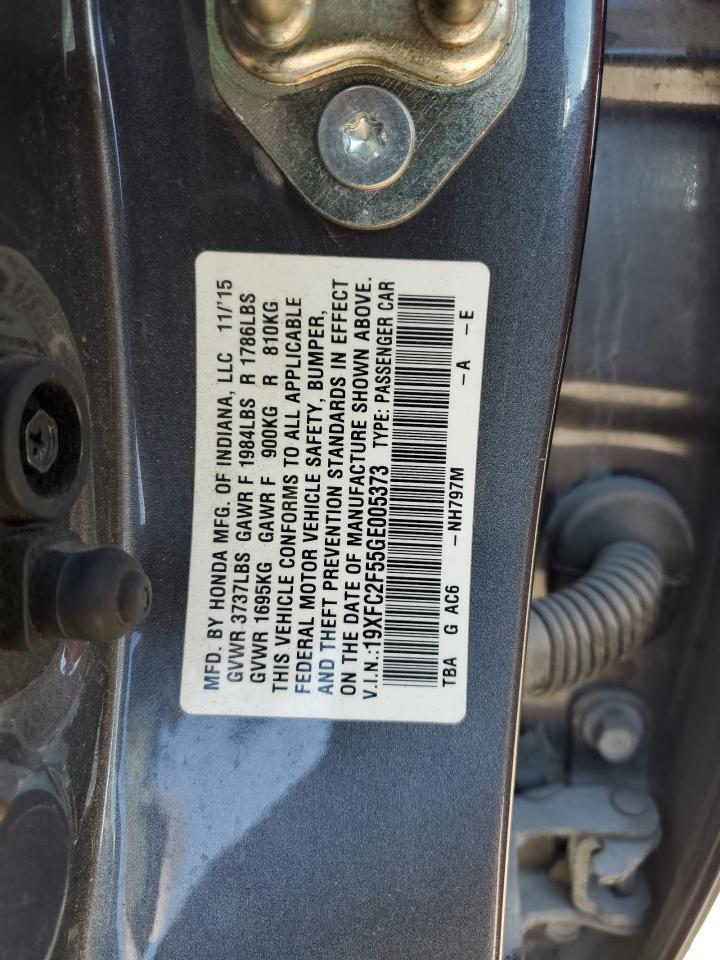 MFD. BY HONDA MFG. OF INDIANA., LLC 11/'15
GVWR 3737LBS GAWR F 1984LBS R 1786LBS
GVWR 1695KG GAWR F 900KG R 810KG
THIS VEHICLE CONFORMS TO ALL APPLICABLE
FEDERAL MOTOR VEHICLE SAFETY, BUMPER,
AND THEFT PREVENTION STANDARDS IN EFFECT
ON THE DATE OF MANUFACTURE SHOWN ABOVE.
V.I.N.:19XFC2F55GE005373 TYPE: PASSENGER CAR
TBA G AC6 -NH797M -A -E